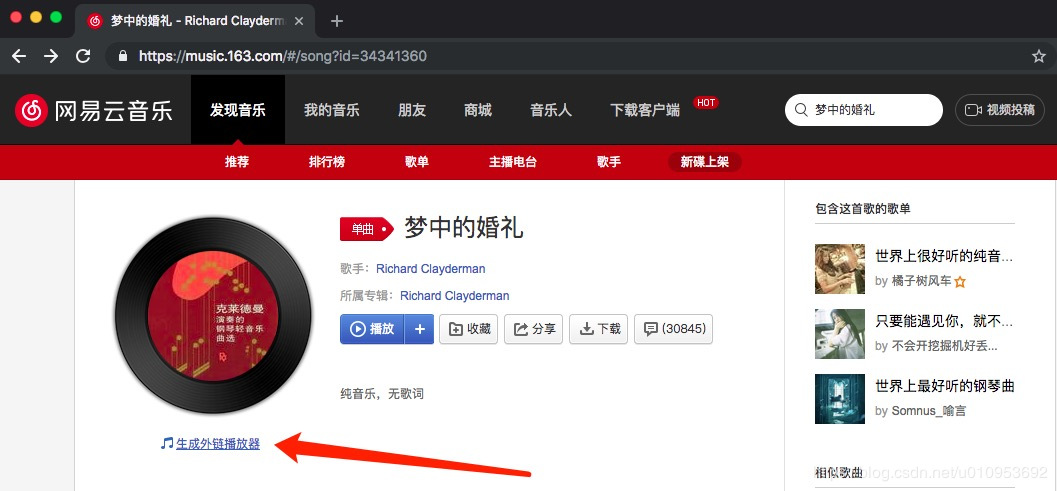 梦中的婚礼 - Richard Clayderm
https://music.163.com/#/song?id=34341360
网易云音乐
发现音乐
我的音乐
朋友
商城
音乐人
下载客户端
HOT
梦中的婚礼
视频投稿
推荐
排行榜
歌单
主播电台
歌手
新碟上架
单曲
梦中的婚礼
歌手：Richard Clayderman
所属专辑：Richard Clayderman
播放
+
收藏
分享
下载
(30845)
纯音乐，无歌词
克莱德曼
演奏的
钢琴轻音乐
曲选
生成外链播放器
包含这首歌的歌单
世界上很好听的纯音...
by 橘子树风车
只要能遇见你，就不...
by 不会开挖掘机好丢...
世界上最好听的钢琴曲
by Somnus_喻言
相似歌曲
blog.csdn.net/u010953692